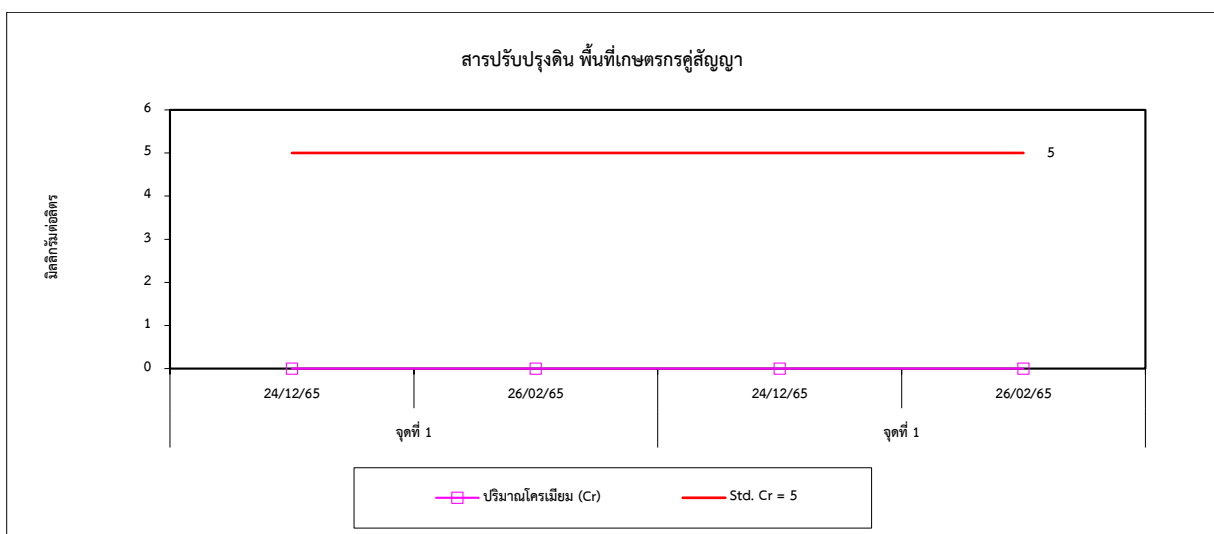 สารปรับปรุงดิน พื้นที่เกษตรกรคู่สัญญา
มิลลิกรัมต่อลิตร
6
5
4
3
2
1
0
5
24/12/65 26/02/65 24/12/65 26/02/65
จุดที่ 1 จุดที่ 1
ปริมาณโครเมียม (Cr) Std. Cr = 5